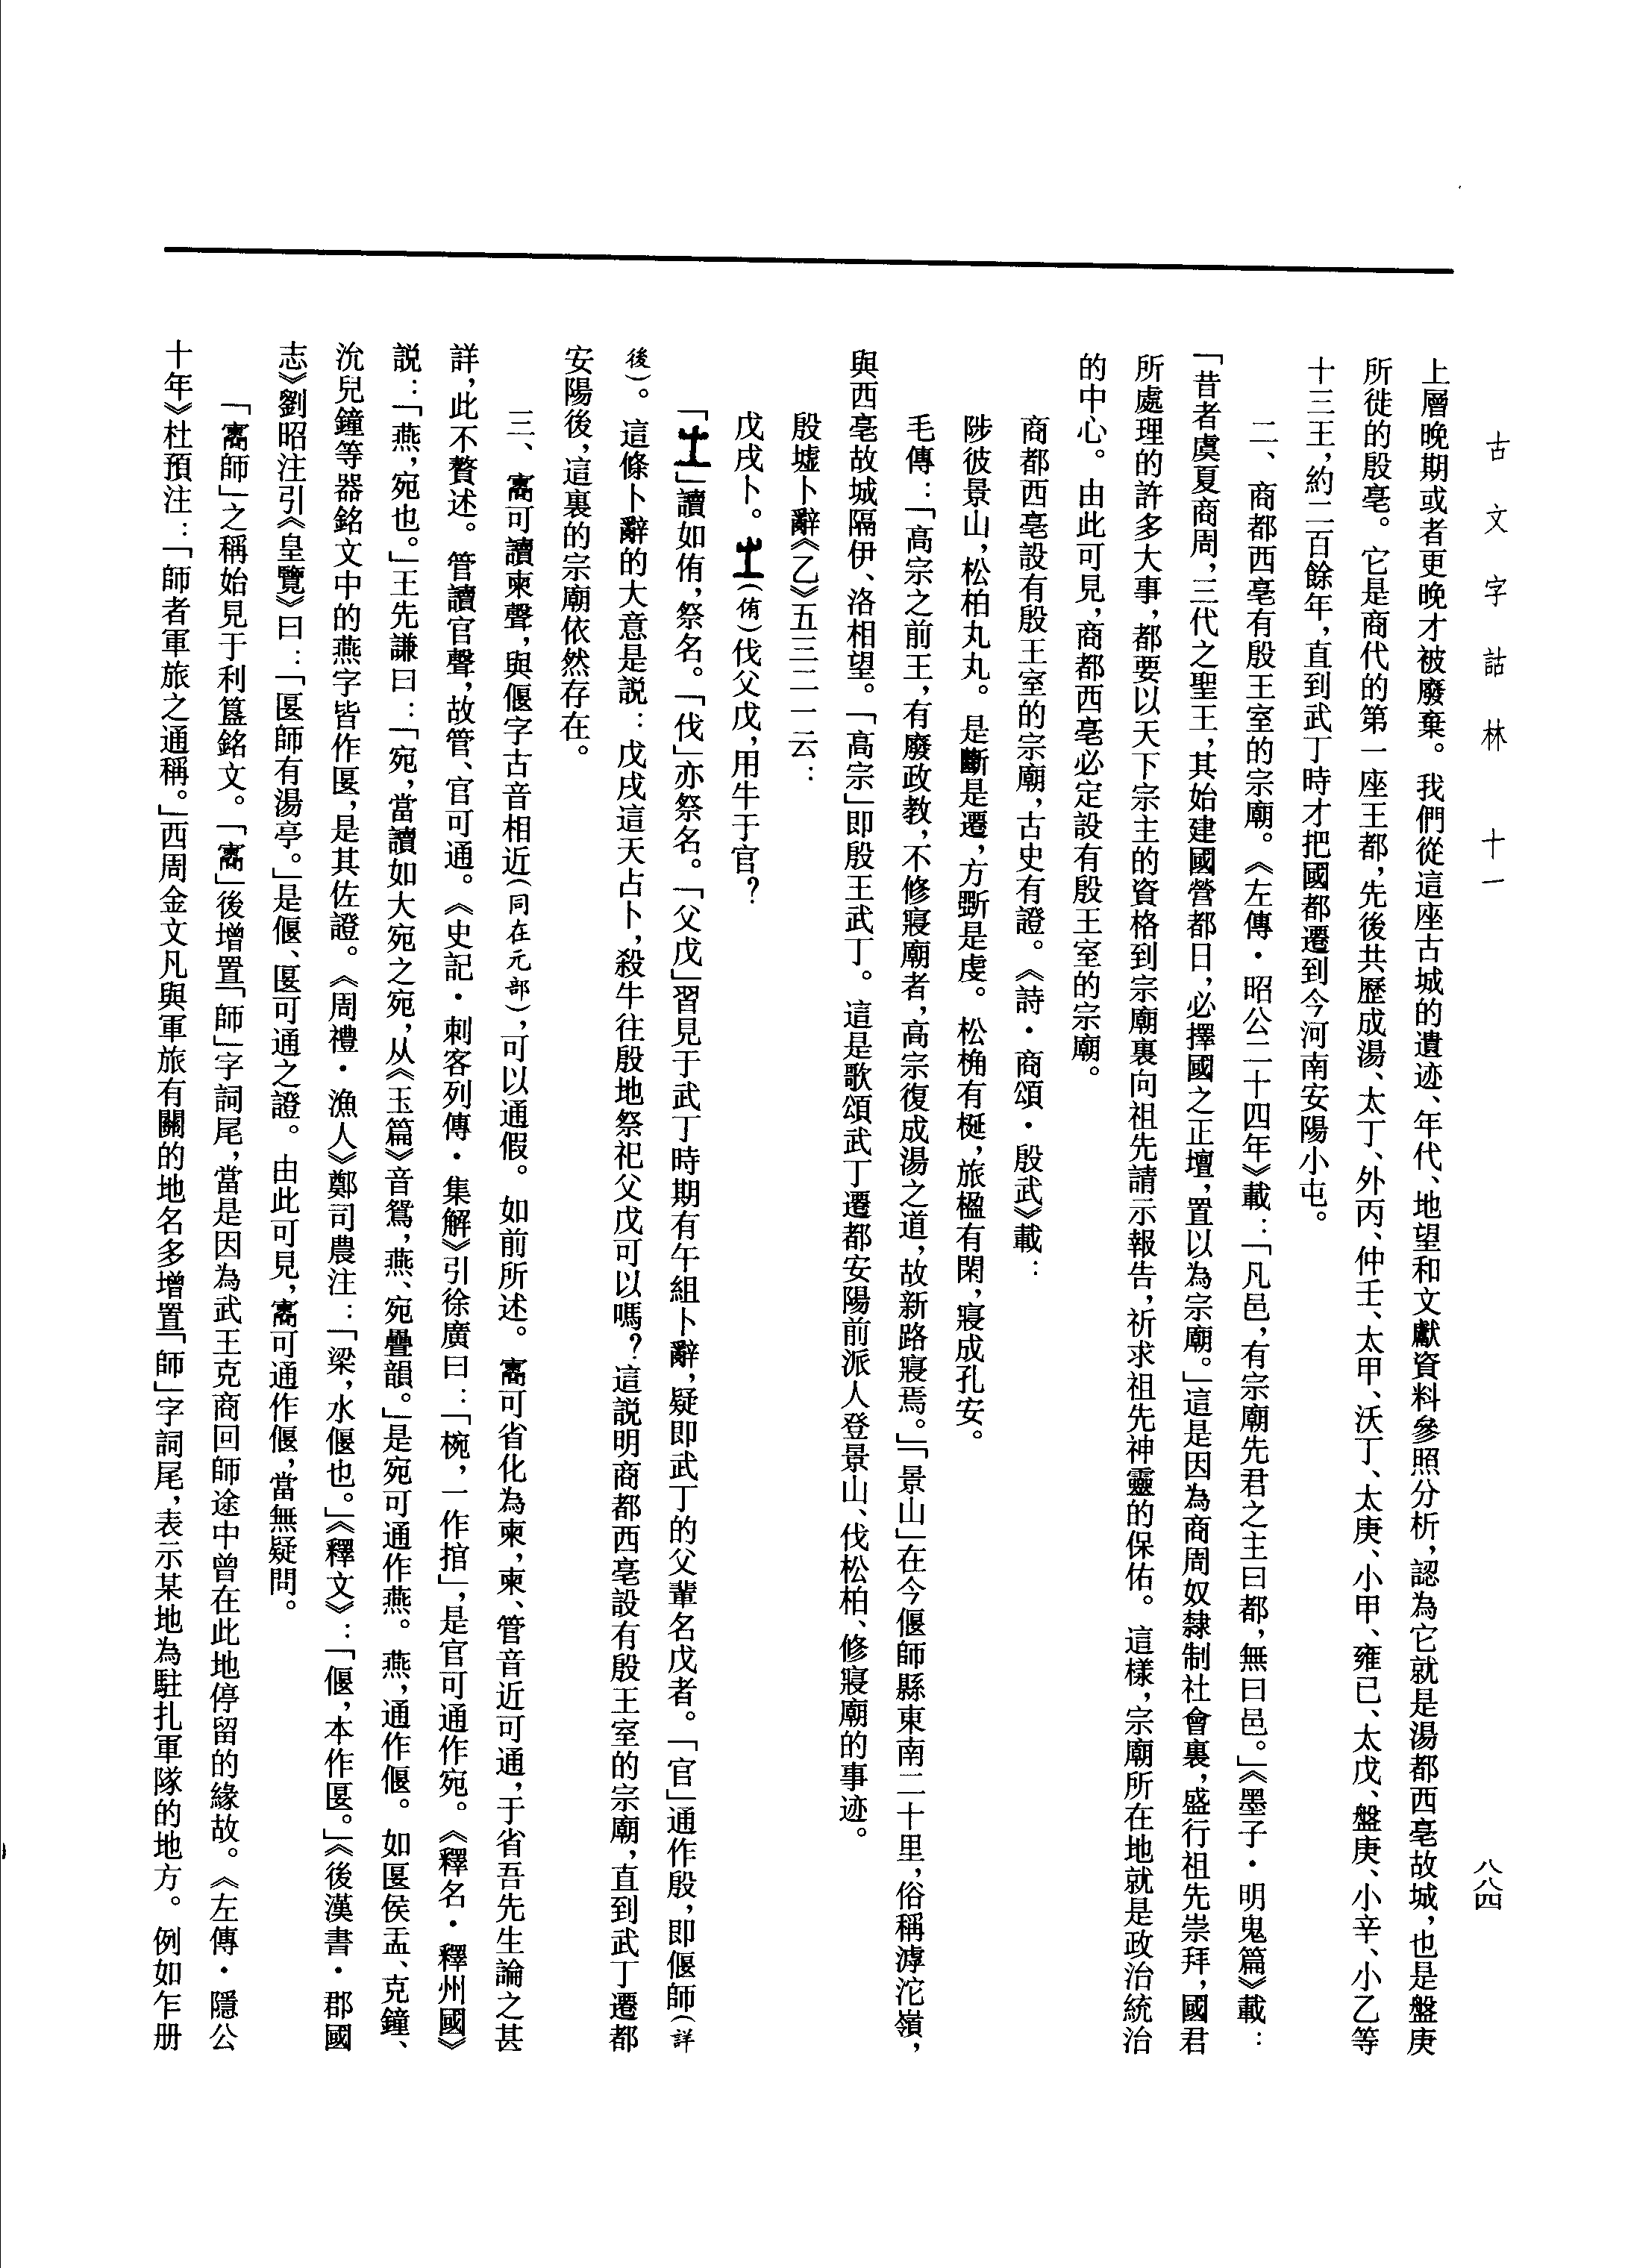 古文字詁林 十一
八八四
上層晚期或者更晚才被廢棄。我們從這座古城的遺迹、年代、地望和文獻資料參照分析，認為它就是湯都西亳故城，也是盤庚
所徙的殷亳。它是商代的第一座王都，先後共歷成湯、太丁、外丙、仲壬、太甲、沃丁、太庚、小甲、雍已、太戊、盤庚、小辛、小乙等
十三王，約二百餘年，直到武丁時才把國都遷到今河南安陽小屯。
二、商都西亳有殷王室的宗廟。《左傳・昭公二十四年》載：「凡邑，有宗廟先君之主曰都，無曰邑。」《墨子・明鬼篇》載：
「昔者虞夏商周，三代之聖王，其始建國營都日，必擇國之正壇，置以為宗廟。」這是因為商周奴隸制社會裏，盛行祖先崇拜，國君
所處理的許多大事，都要以天下宗主的資格到宗廟裏向祖先請示報告，祈求祖先神靈的保佑。這樣，宗廟所在地就是政治統治
的中心。由此可見，商都西亳必定設有殷王室的宗廟。
商都西亳設有殷王室的宗廟，古史有證。《詩・商頌・殷武》載：
陟彼景山，松柏丸丸。是斷是遷，方斲是虔。松桷有梴，旅楹有閑，寢成孔安。
毛傳：「高宗之前王，有廢政教，不修寢廟者，高宗復成湯之道，故新路寢焉。」「景山」在今偃師縣東南二十里，俗稱滹沱嶺，
與西亳故城隔伊、洛相望。「高宗」即殷王武丁。這是歌頌武丁遷都安陽前派人登景山、伐松柏、修寢廟的事迹。
殷墟卜辭《乙》五三二一云：
戊戌卜。㞢（侑）伐父戊，用牛于官？
「㞢」讀如侑，祭名。「伐」亦祭名。「父戊」習見于武丁時期有午組卜辭，疑即武丁的父輩名戊者。「官」通作殷，即偃師（詳
後）。這條卜辭的大意是説：戊戌這天占卜，殺牛往殷地祭祀父戊可以嗎？這説明商都西亳設有殷王室的宗廟，直到武丁遷都
安陽後，這裏的宗廟依然存在。
三、𫲸可讀柬聲，與偃字古音相近（同在元部），可以通假。如前所述。𫲸可省化為柬，柬、管音近可通，于省吾先生論之甚
詳，此不贅述。管讀官聲，故管、官可通。《史記・刺客列傳・集解》引徐廣曰：「椀，一作捾」，是官可通作宛。《釋名・釋州國》
説：「燕，宛也。」王先謙曰：「宛，當讀如大宛之宛，从《玉篇》音鴛，燕、宛疊韻。」是宛可通作燕。燕，通作偃。如匽侯盂、克鐘、
沇兒鐘等器銘文中的燕字皆作匽，是其佐證。《周禮・漁人》鄭司農注：「梁，水偃也。」《釋文》：「偃，本作匽。」《後漢書・郡國
志》劉昭注引《皇覽》曰：「匽師有湯亭。」是偃、匽可通之證。由此可見，𫲸可通作偃，當無疑問。
「𫲸師」之稱始見于利簋銘文。「𫲸」後增置「師」字詞尾，當是因為武王克商回師途中曾在此地停留的緣故。《左傳・隱公
十年》杜預注：「師者軍旅之通稱。」西周金文凡與軍旅有關的地名多增置「師」字詞尾，表示某地為駐扎軍隊的地方。例如乍册